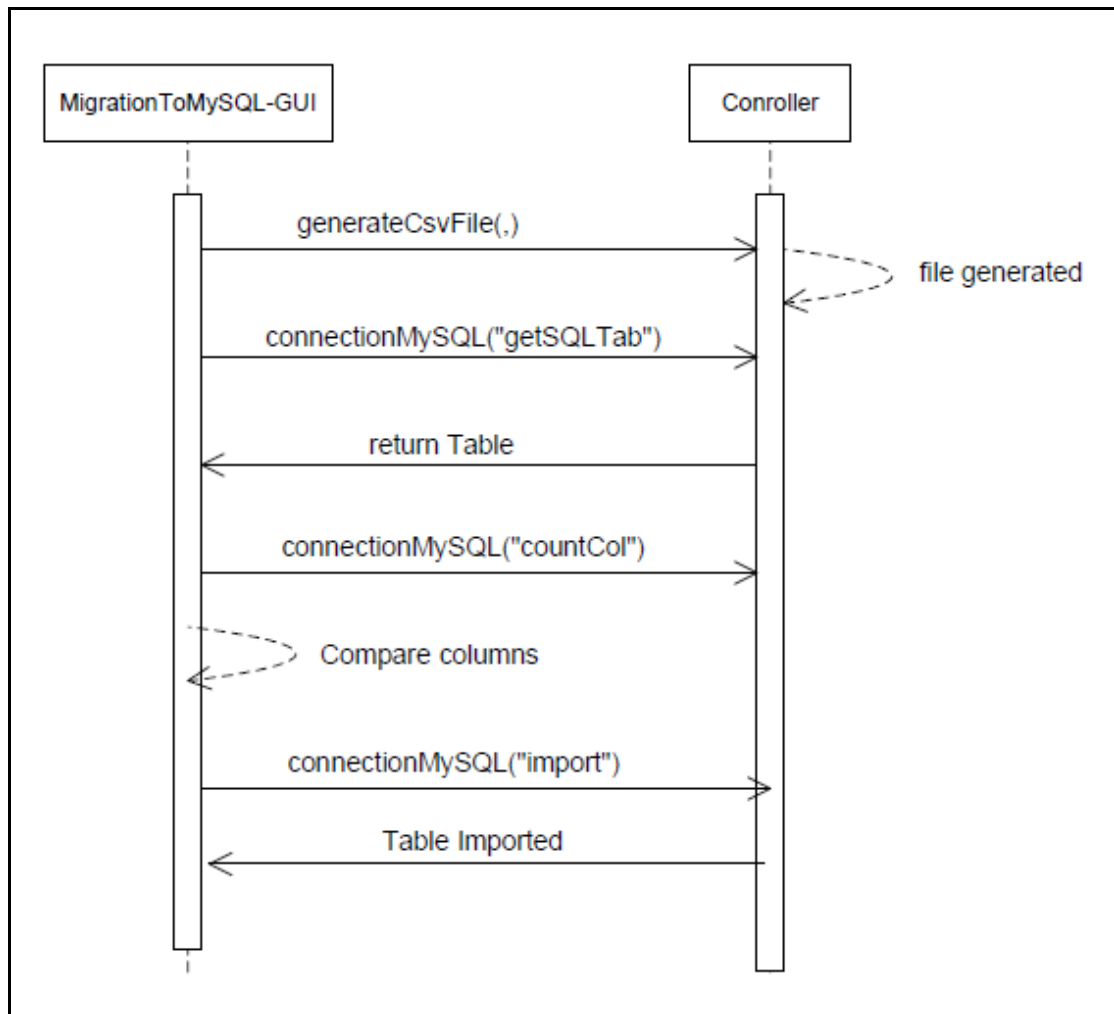 MigrationToMySQL-GUI
Conroller
generateCsvFile(,)
file generated
connectionMySQL("getSQLTab")
return Table
connectionMySQL("countCol")
Compare columns
connectionMySQL("import")
Table Imported